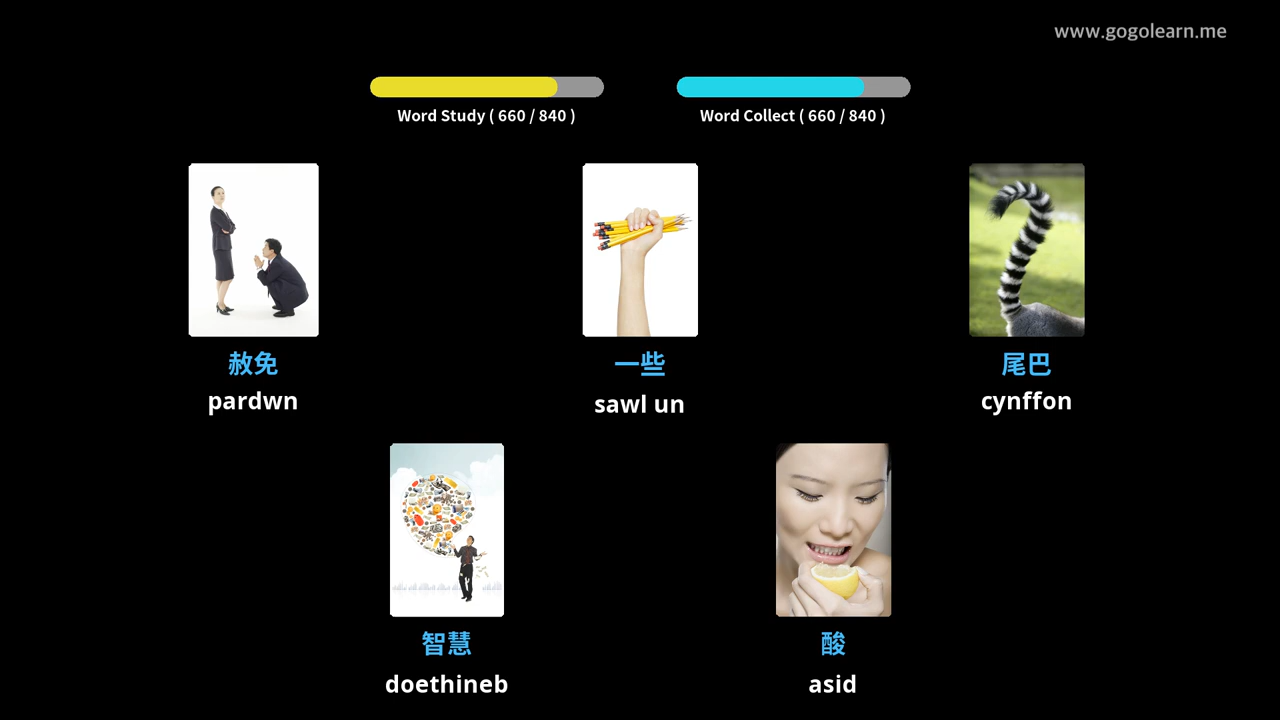 www.gogolearn.me
Word Study ( 660 / 840 )
Word Collect ( 660 / 840 )
赦免
pardwn
一些
sawl un
尾巴
cynffon
智慧
doethineb
酸
asid